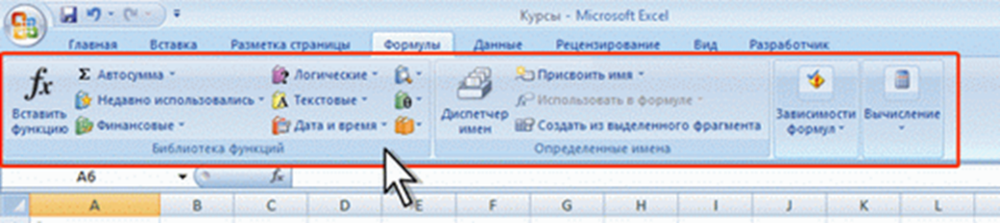 Курсы - Microsoft Excel
Главная Вставка Разметка страницы Формулы Данные Рецензирование Вид Разработчик
fx Вставить функцию
Σ Автосумма
Недавно использовались
Финансовые
Логические
Текстовые
Дата и время
Библиотека функций
Диспетчер имен
Присвоить имя
Использовать в формуле
Создать из выделенного фрагмента
Определенные имена
Зависимости формул
Вычисление
A6 fx
A B C D E F G H I J K L